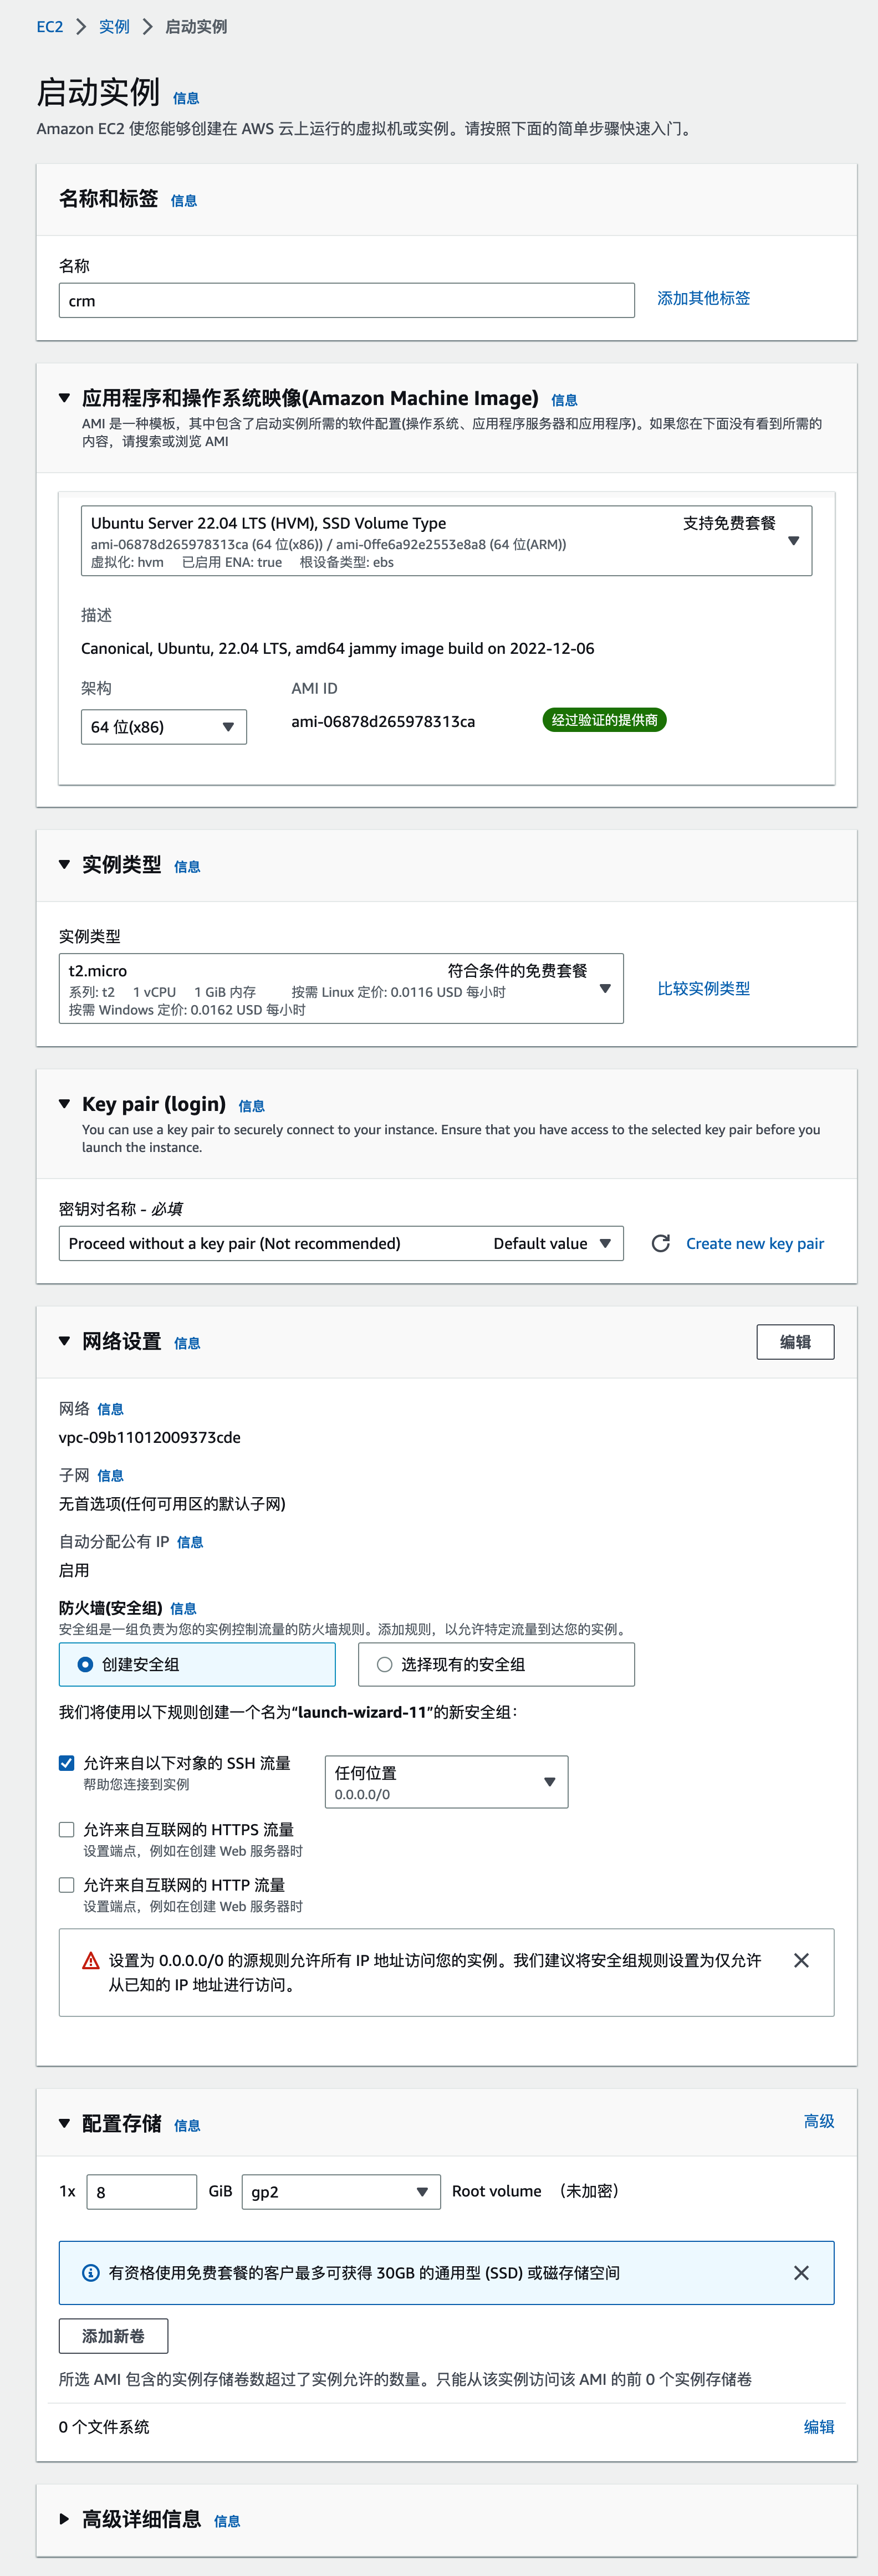 EC2 > 实例 > 启动实例
启动实例 信息
Amazon EC2 使您能够创建在 AWS 云上运行的虚拟机或实例。请按照下面的简单步骤快速入门。
名称和标签 信息
名称
crm 添加其他标签
应用程序和操作系统映像(Amazon Machine Image) 信息
AMI 是一种模板，其中包含了启动实例所需的软件配置(操作系统、应用程序服务器和应用程序)。如果您在下面没有看到所需的
内容，请搜索或浏览 AMI
Ubuntu Server 22.04 LTS (HVM), SSD Volume Type 支持免费套餐
ami-06878d265978313ca (64 位(x86)) / ami-0ffe6a92e2553e8a8 (64 位(ARM))
虚拟化: hvm 已启用 ENA: true 根设备类型: ebs
描述
Canonical, Ubuntu, 22.04 LTS, amd64 jammy image build on 2022-12-06
架构 AMI ID
64 位(x86) ami-06878d265978313ca 经过验证的提供商
实例类型 信息
实例类型
t2.micro 符合条件的免费套餐
系列: t2 1 vCPU 1 GiB 内存 按需 Linux 定价: 0.0116 USD 每小时
按需 Windows 定价: 0.0162 USD 每小时
比较实例类型
Key pair (login) 信息
You can use a key pair to securely connect to your instance. Ensure that you have access to the selected key pair before you
launch the instance.
密钥对名称 - 必填
Proceed without a key pair (Not recommended) Default value Create new key pair
网络设置 信息 编辑
网络 信息
vpc-09b11012009373cde
子网 信息
无首选项(任何可用区的默认子网)
自动分配公有 IP 信息
启用
防火墙(安全组) 信息
安全组是一组负责为您的实例控制流量的防火墙规则。添加规则，以允许特定流量到达您的实例。
创建安全组 选择现有的安全组
我们将使用以下规则创建一个名为“launch-wizard-11”的新安全组：
允许来自以下对象的 SSH 流量
帮助您连接到实例
任何位置
0.0.0.0/0
允许来自互联网的 HTTPS 流量
设置端点，例如在创建 Web 服务器时
允许来自互联网的 HTTP 流量
设置端点，例如在创建 Web 服务器时
设置为 0.0.0.0/0 的源规则允许所有 IP 地址访问您的实例。我们建议将安全组规则设置为仅允许
从已知的 IP 地址进行访问。
配置存储 信息 高级
1x 8 GiB gp2 Root volume （未加密）
有资格使用免费套餐的客户最多可获得 30GB 的通用型 (SSD) 或磁存储空间
添加新卷
所选 AMI 包含的实例存储卷数超过了实例允许的数量。只能从该实例访问该 AMI 的前 0 个实例存储卷
0 个文件系统 编辑
高级详细信息 信息